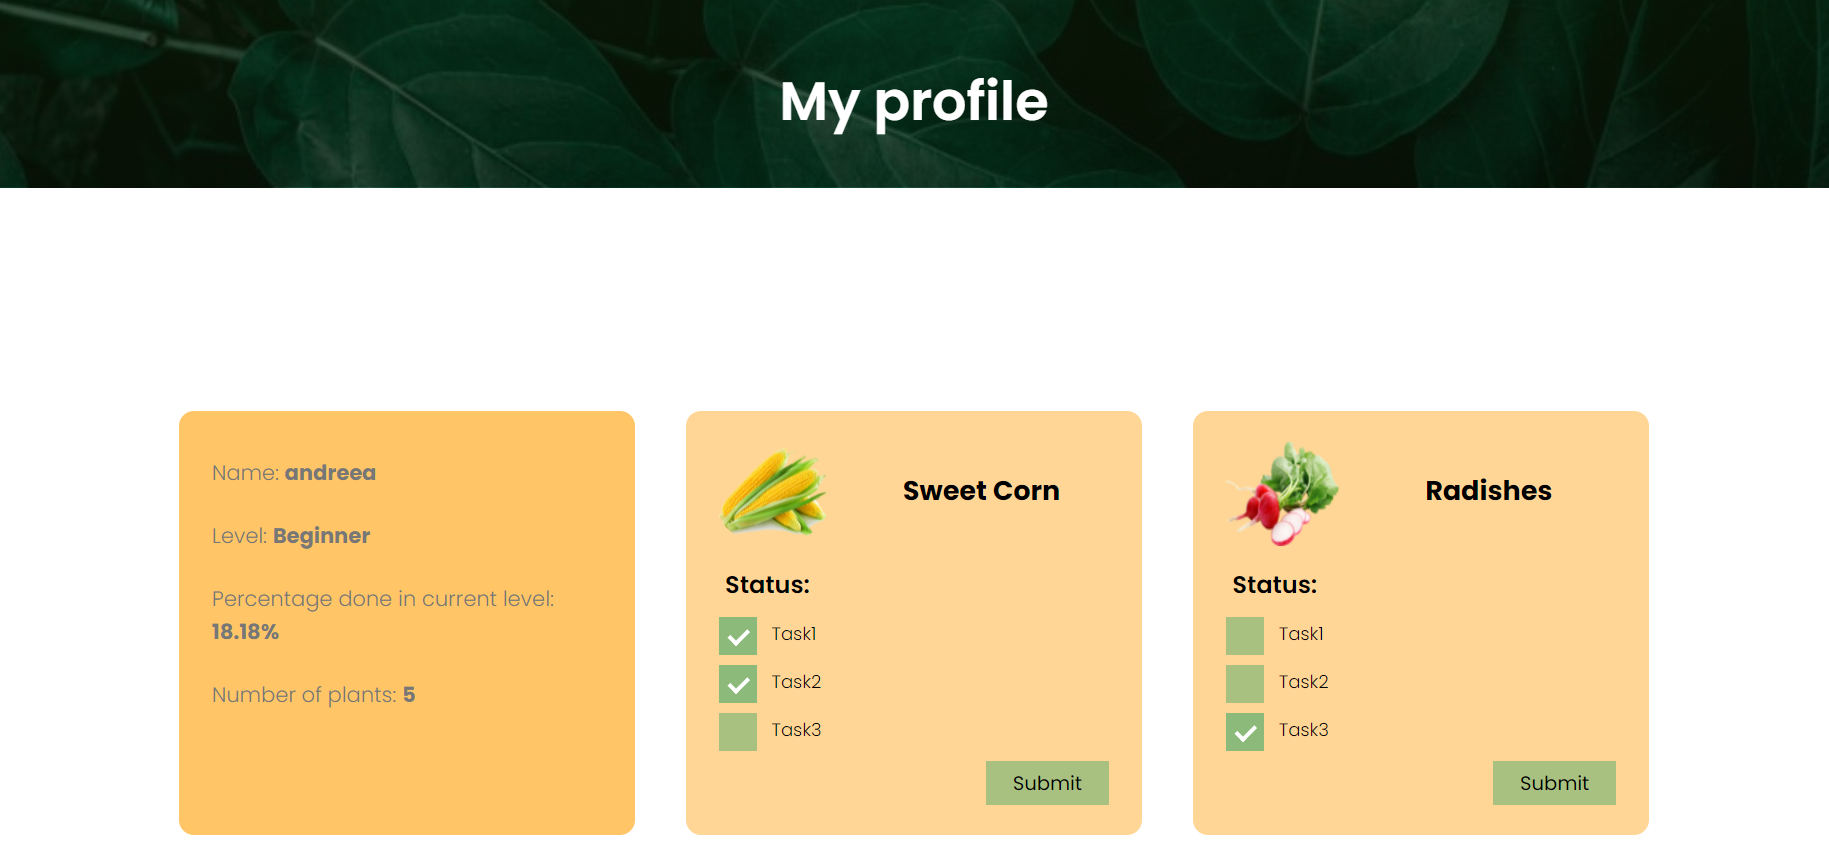 My profile
Name: andreea
Level: Beginner
Percentage done in current level:
18.18%
Number of plants: 5
Sweet Corn
Status:
Task1
Task2
Task3
Submit
Radishes
Status:
Task1
Task2
Task3
Submit